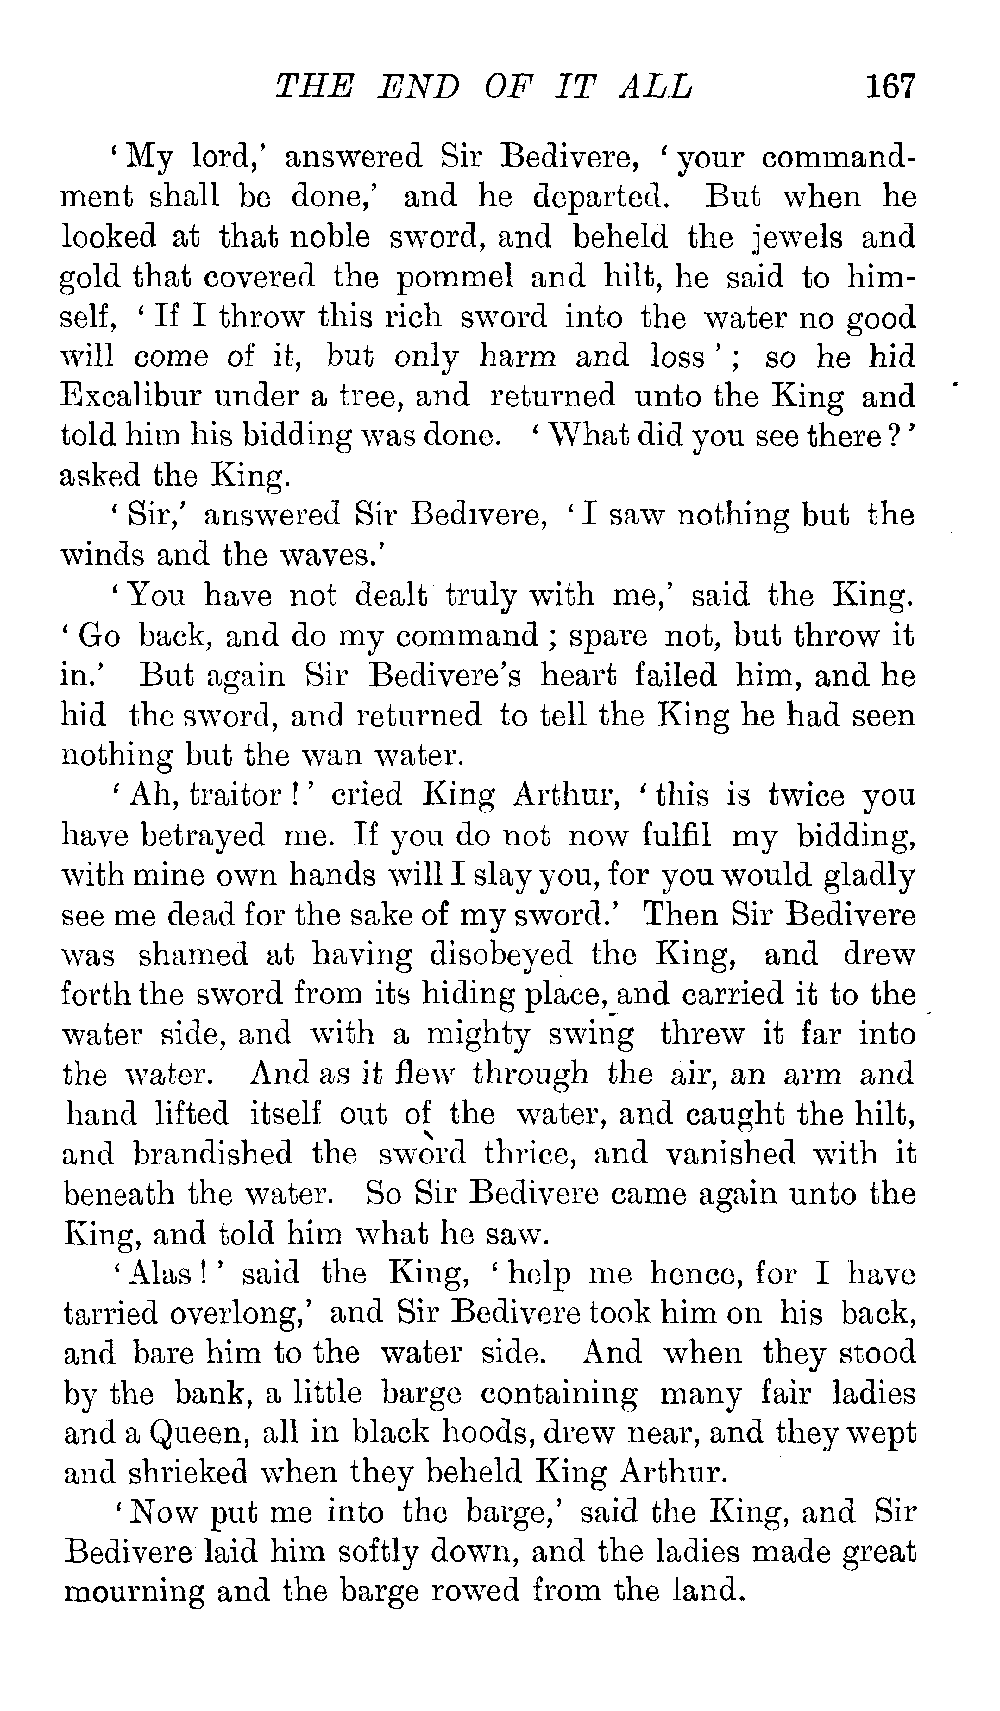 THE END OF IT ALL 167
‘ My lord,’ answered Sir Bedivere, ‘ your command-
ment shall be done,’ and he departed. But when he
looked at that noble sword, and beheld the jewels and
gold that covered the pommel and hilt, he said to him-
self, ‘ If I throw this rich sword into the water no good
will come of it, but only harm and loss ’ ; so he hid
Excalibur under a tree, and returned unto the King and
told him his bidding was done. ‘ What did you see there ? ’
asked the King.
‘ Sir,’ answered Sir Bedivere, ‘ I saw nothing but the
winds and the waves.’
‘ You have not dealt truly with me,’ said the King.
‘ Go back, and do my command ; spare not, but throw it
in.’ But again Sir Bedivere’s heart failed him, and he
hid the sword, and returned to tell the King he had seen
nothing but the wan water.
‘ Ah, traitor ! ’ cried King Arthur, ‘ this is twice you
have betrayed me. If you do not now fulfil my bidding,
with mine own hands will I slay you, for you would gladly
see me dead for the sake of my sword.’ Then Sir Bedivere
was shamed at having disobeyed the King, and drew
forth the sword from its hiding place, and carried it to the
water side, and with a mighty swing threw it far into
the water. And as it flew through the air, an arm and
hand lifted itself out of the water, and caught the hilt,
and brandished the sword thrice, and vanished with it
beneath the water. So Sir Bedivere came again unto the
King, and told him what he saw.
‘ Alas ! ’ said the King, ‘ help me hence, for I have
tarried overlong,’ and Sir Bedivere took him on his back,
and bare him to the water side. And when they stood
by the bank, a little barge containing many fair ladies
and a Queen, all in black hoods, drew near, and they wept
and shrieked when they beheld King Arthur.
‘ Now put me into the barge,’ said the King, and Sir
Bedivere laid him softly down, and the ladies made great
mourning and the barge rowed from the land.